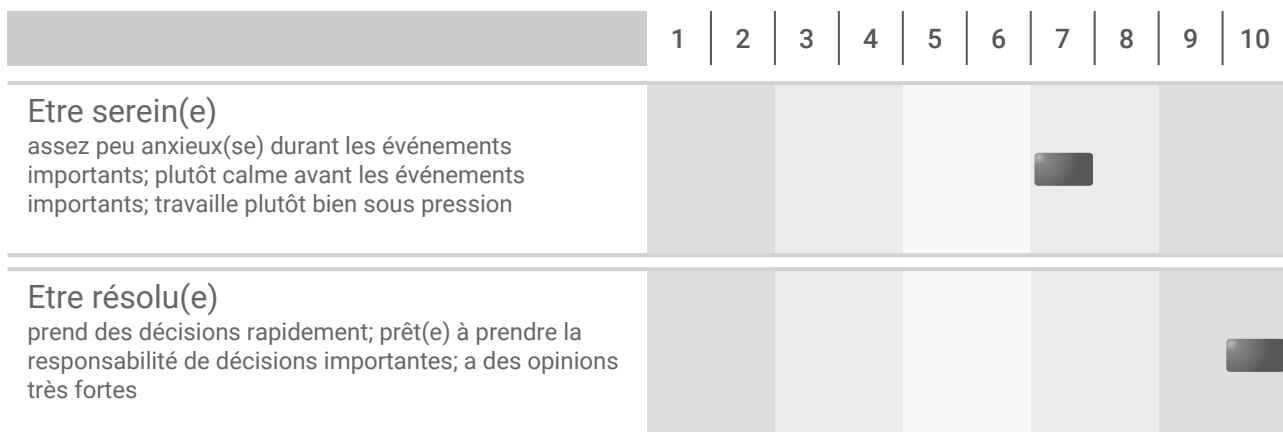 1 2 3 4 5 6 7 8 9 10
Etre serein(e)
assez peu anxieux(se) durant les événements
importants; plutôt calme avant les événements
importants; travaille plutôt bien sous pression
Etre résolu(e)
prend des décisions rapidement; prêt(e) à prendre la
responsabilité de décisions importantes; a des opinions
très fortes